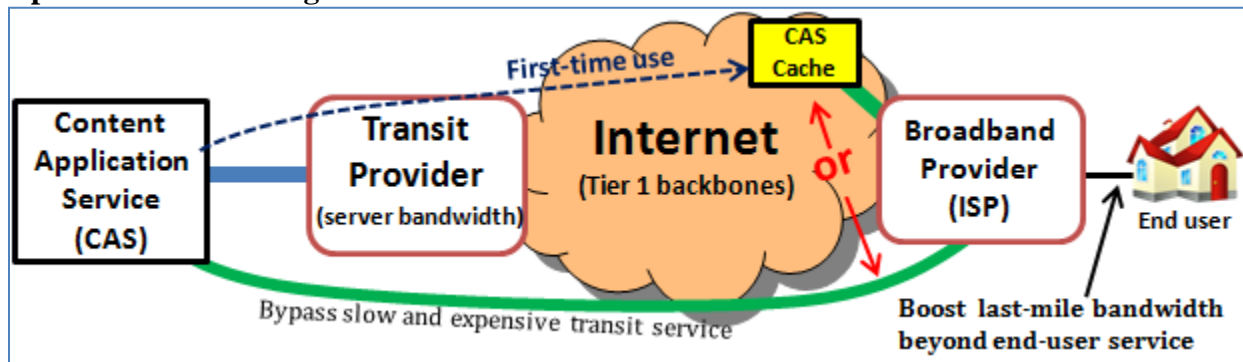 First-time use
CAS
Cache
Content
Application
Service
(CAS)
Transit
Provider
(server bandwidth)
Internet
(Tier 1 backbones)
or
Broadband
Provider
(ISP)
End user
Bypass slow and expensive transit service
Boost last-mile bandwidth
beyond end-user service